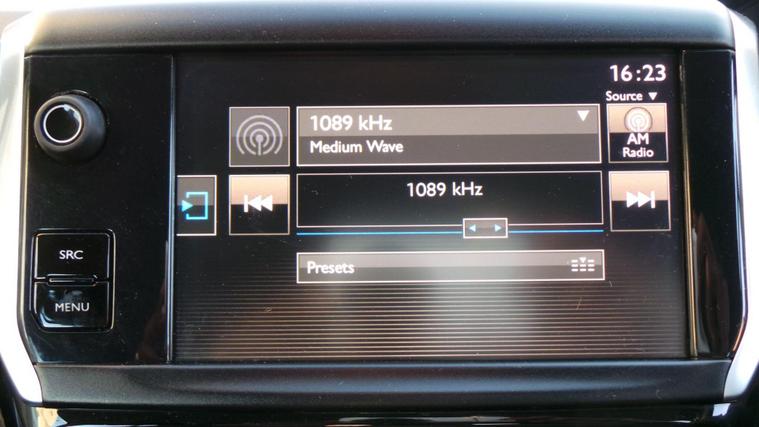 16:23
Source
1089 kHz
Medium Wave
AM
Radio
1089 kHz
SRC
Presets
MENU